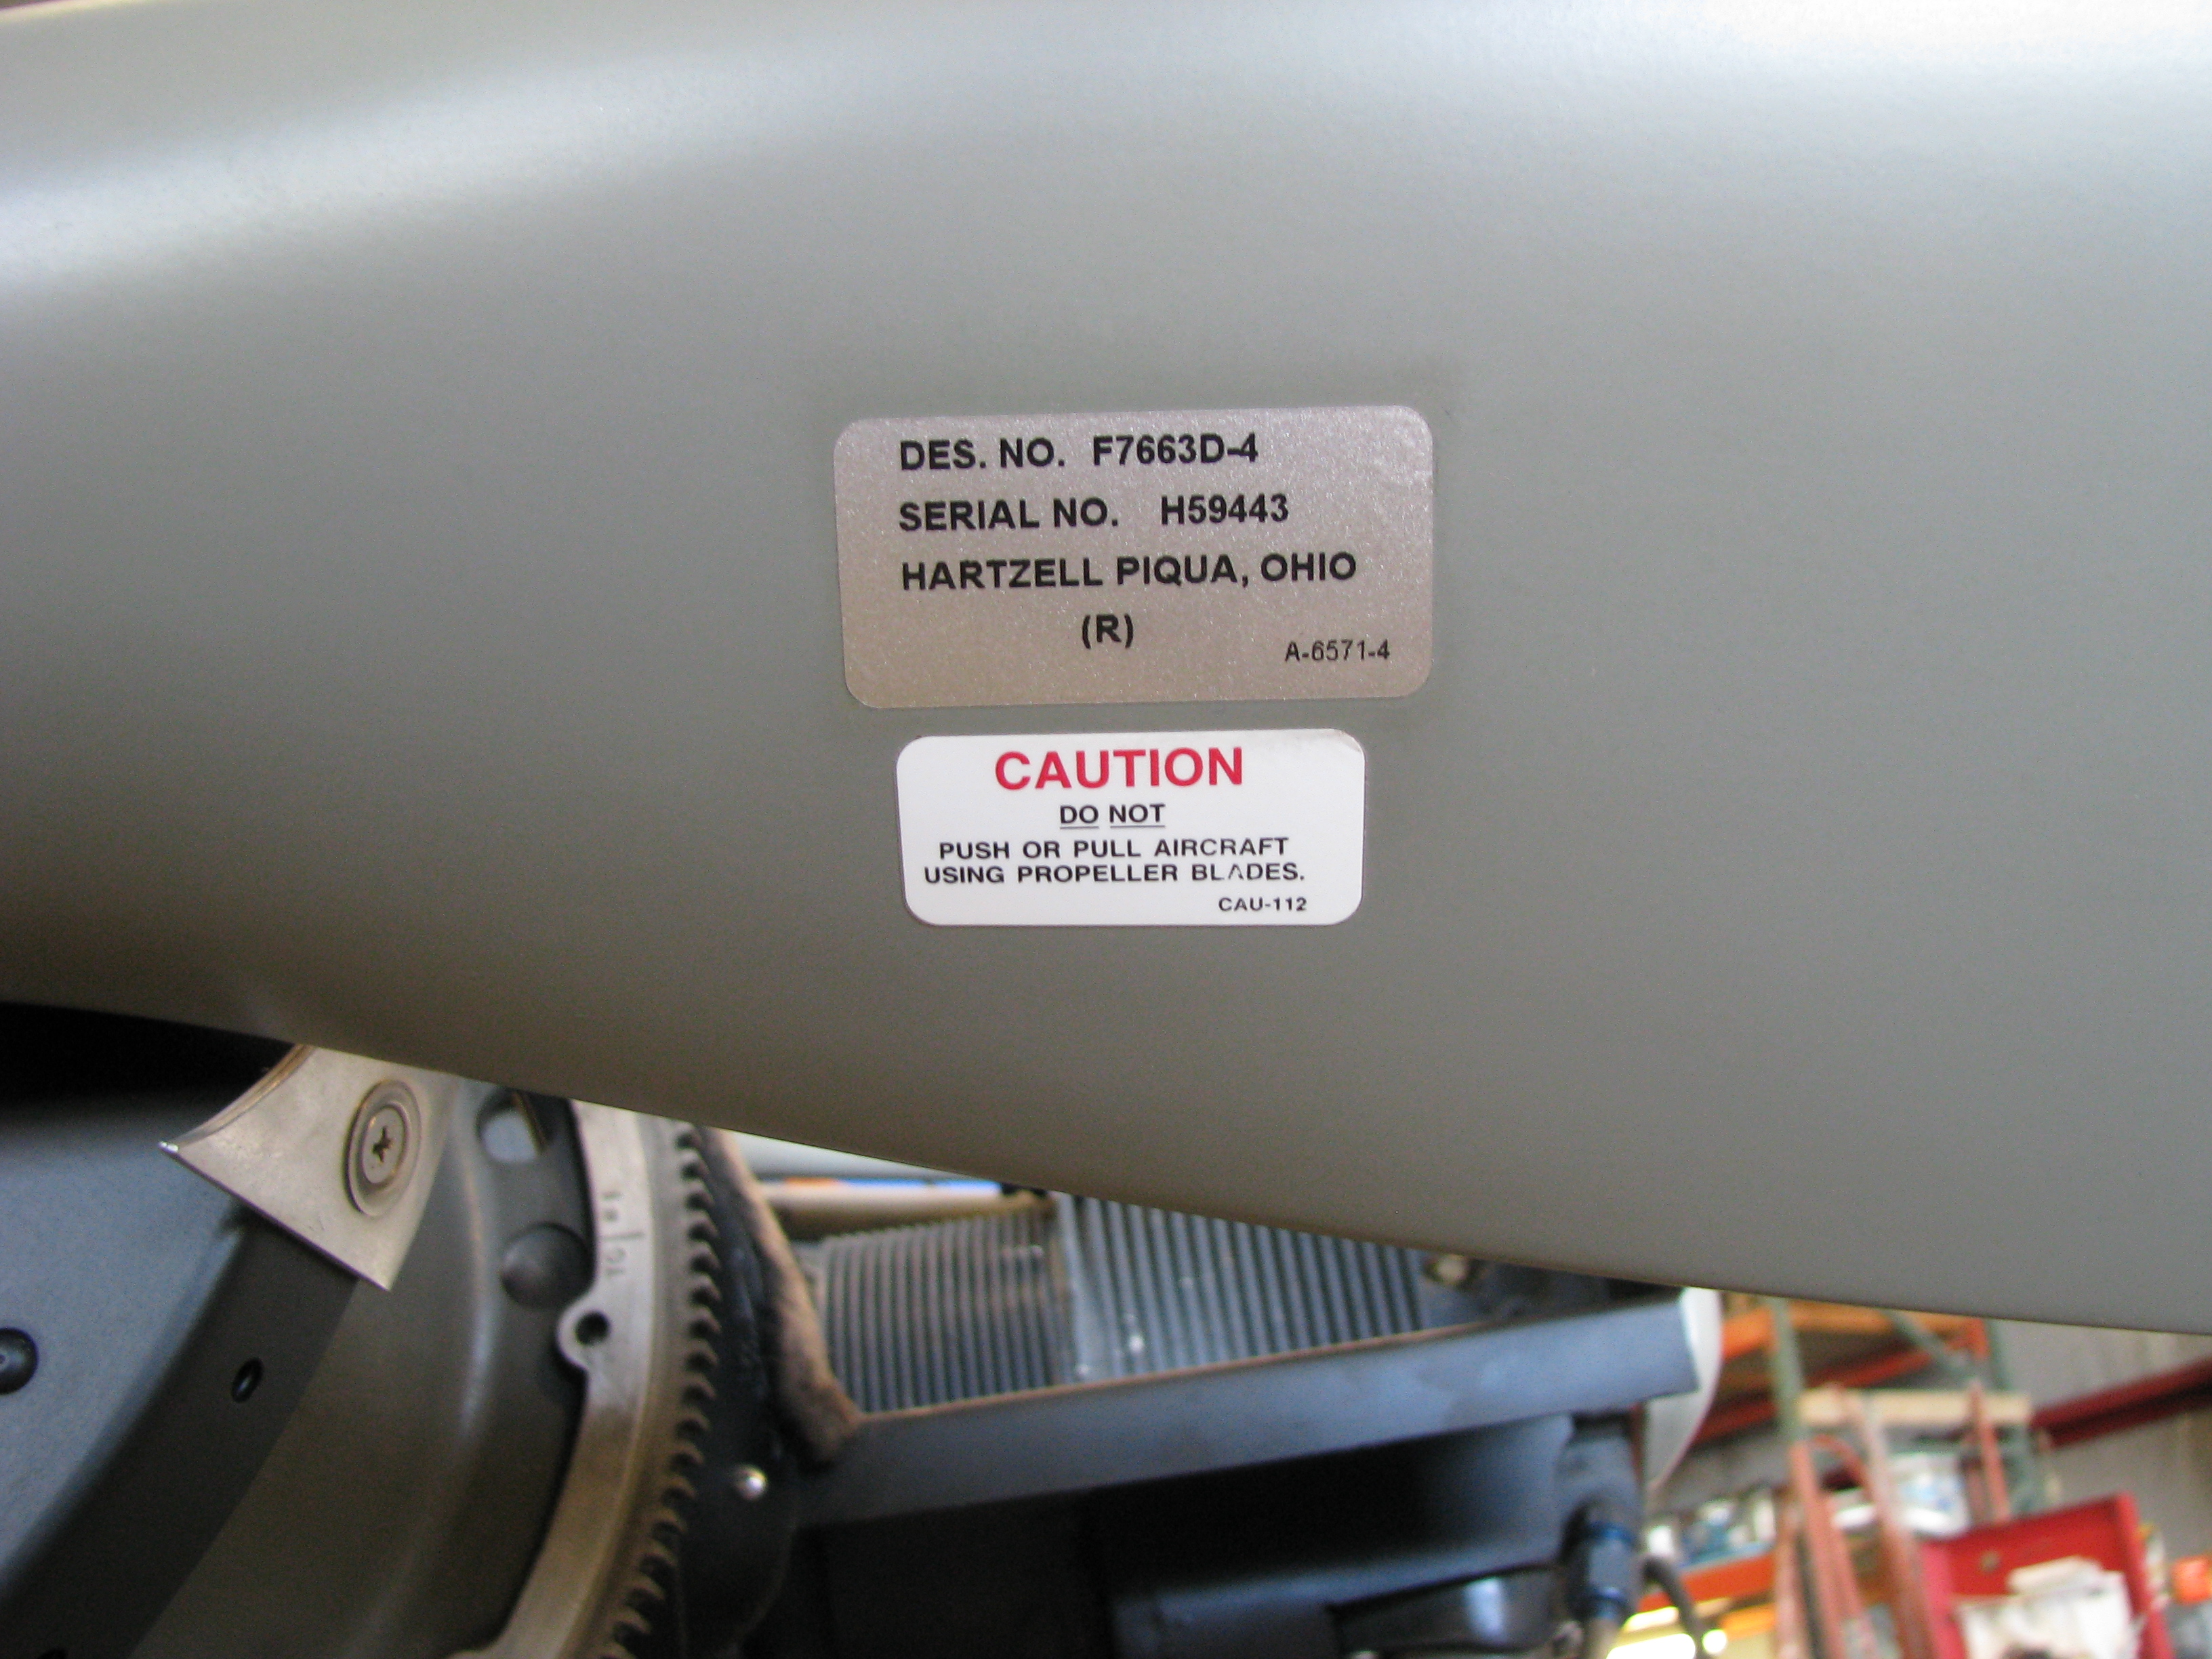 DES. NO. F7663D-4
SERIAL NO. H59443
HARTZELL PIQUA, OHIO
(R)
A-6571-4
CAUTION
DO NOT
PUSH OR PULL AIRCRAFT
USING PROPELLER BLADES.
CAU-112